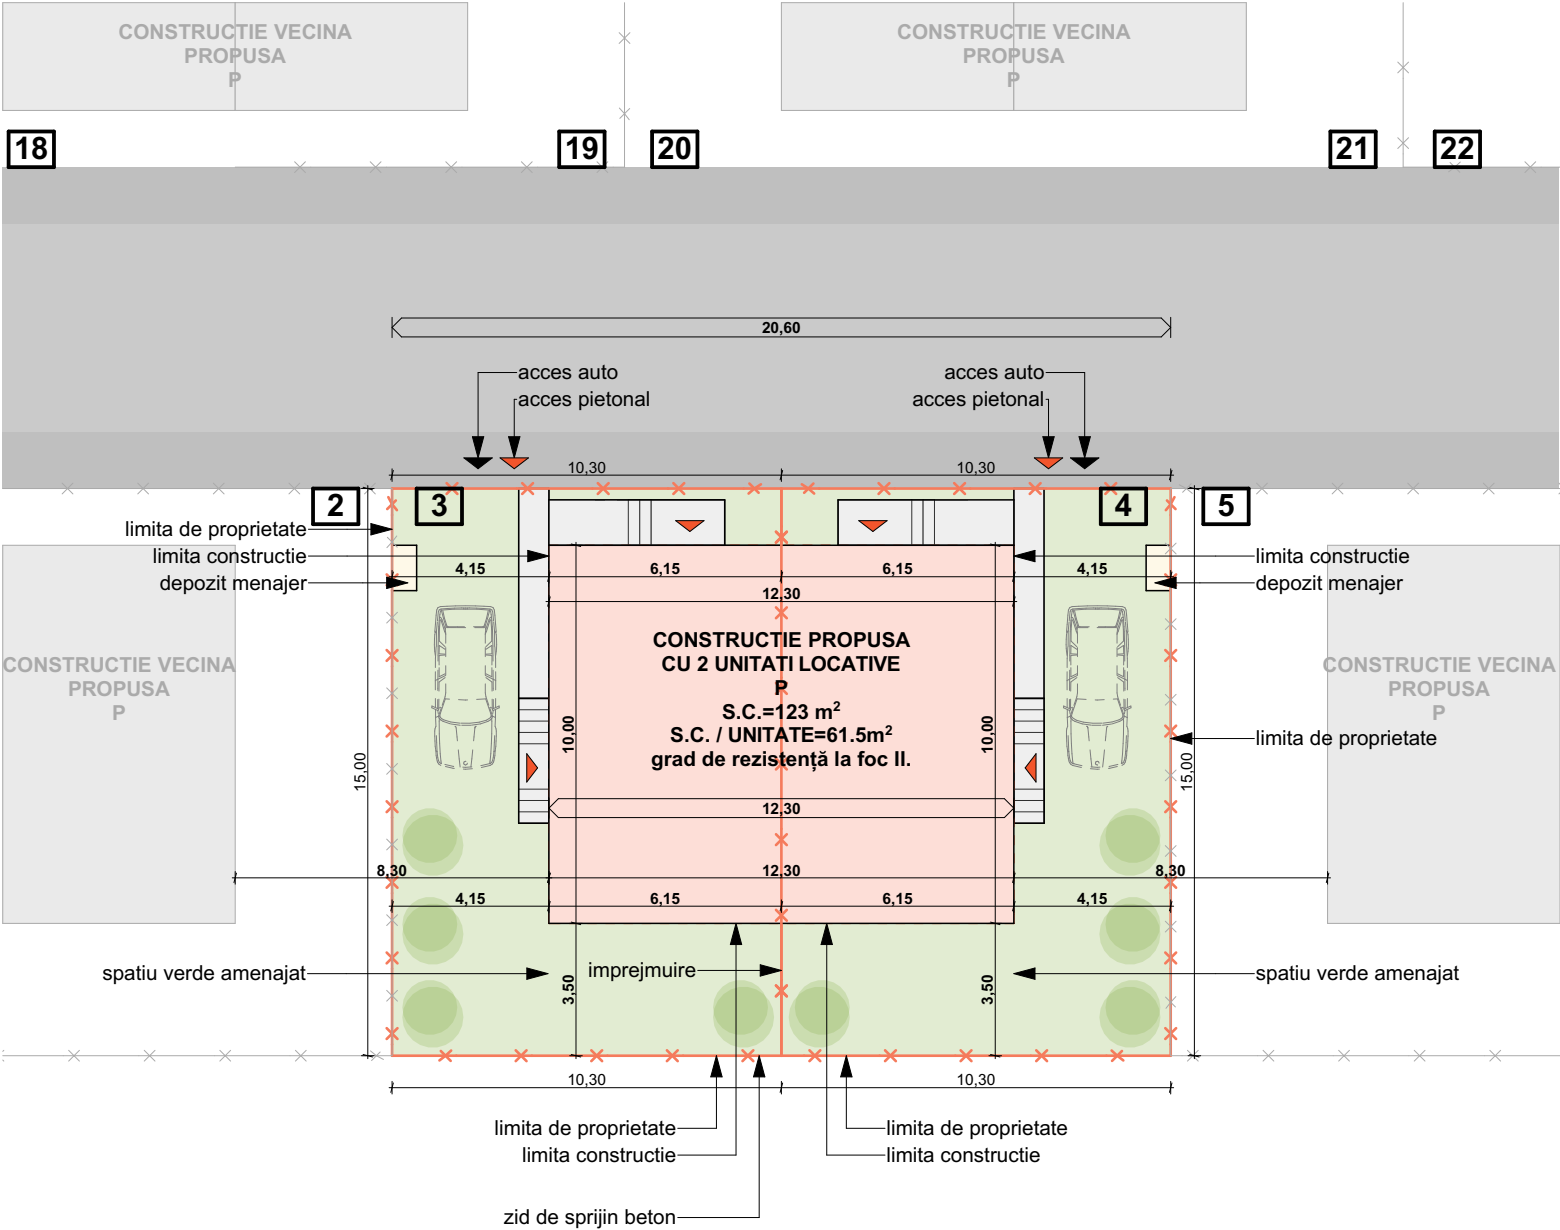 CONSTRUCTIE VECINA
PROPUSA
P
CONSTRUCTIE VECINA
PROPUSA
P
18
19
20
21
22
20,60
acces auto
acces pietonal
acces auto
acces pietonal
10,30
10,30
2
3
4
5
limita de proprietate
limita constructie
depozit menajer
limita constructie
depozit menajer
4,15
6,15
6,15
4,15
12,30
CONSTRUCTIE PROPUSA
CU 2 UNITATI LOCATIVE
P
S.C.=123 m²
S.C. / UNITATE=61.5m²
grad de rezistență la foc II.
CONSTRUCTIE VECINA
PROPUSA
P
CONSTRUCTIE VECINA
PROPUSA
P
10,00
10,00
limita de proprietate
15,00
15,00
12,30
8,30
12,30
8,30
4,15
6,15
6,15
4,15
spatiu verde amenajat
imprejmuire
spatiu verde amenajat
3,50
3,50
10,30
10,30
limita de proprietate
limita constructie
limita de proprietate
limita constructie
zid de sprijin beton